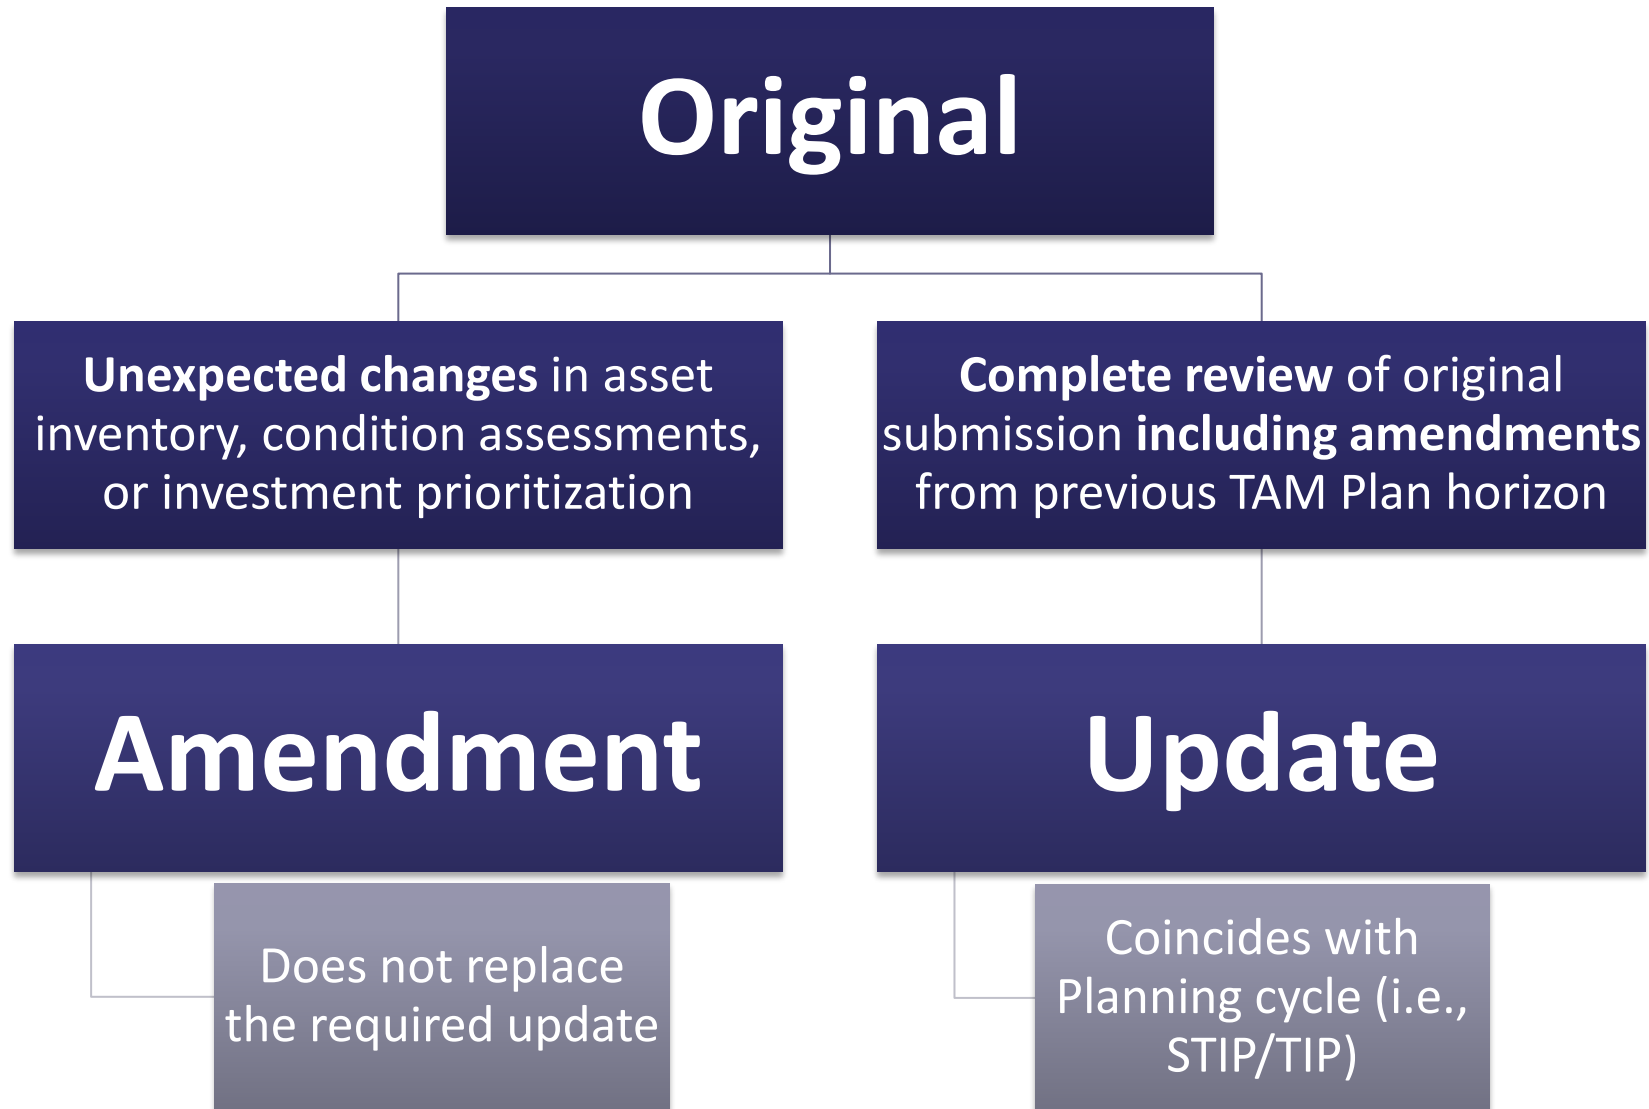 Original
Unexpected changes in asset
inventory, condition assessments,
or investment prioritization
Complete review of original
submission including amendments
from previous TAM Plan horizon
Amendment
Update
Does not replace
the required update
Coincides with
Planning cycle (i.e.,
STIP/TIP)